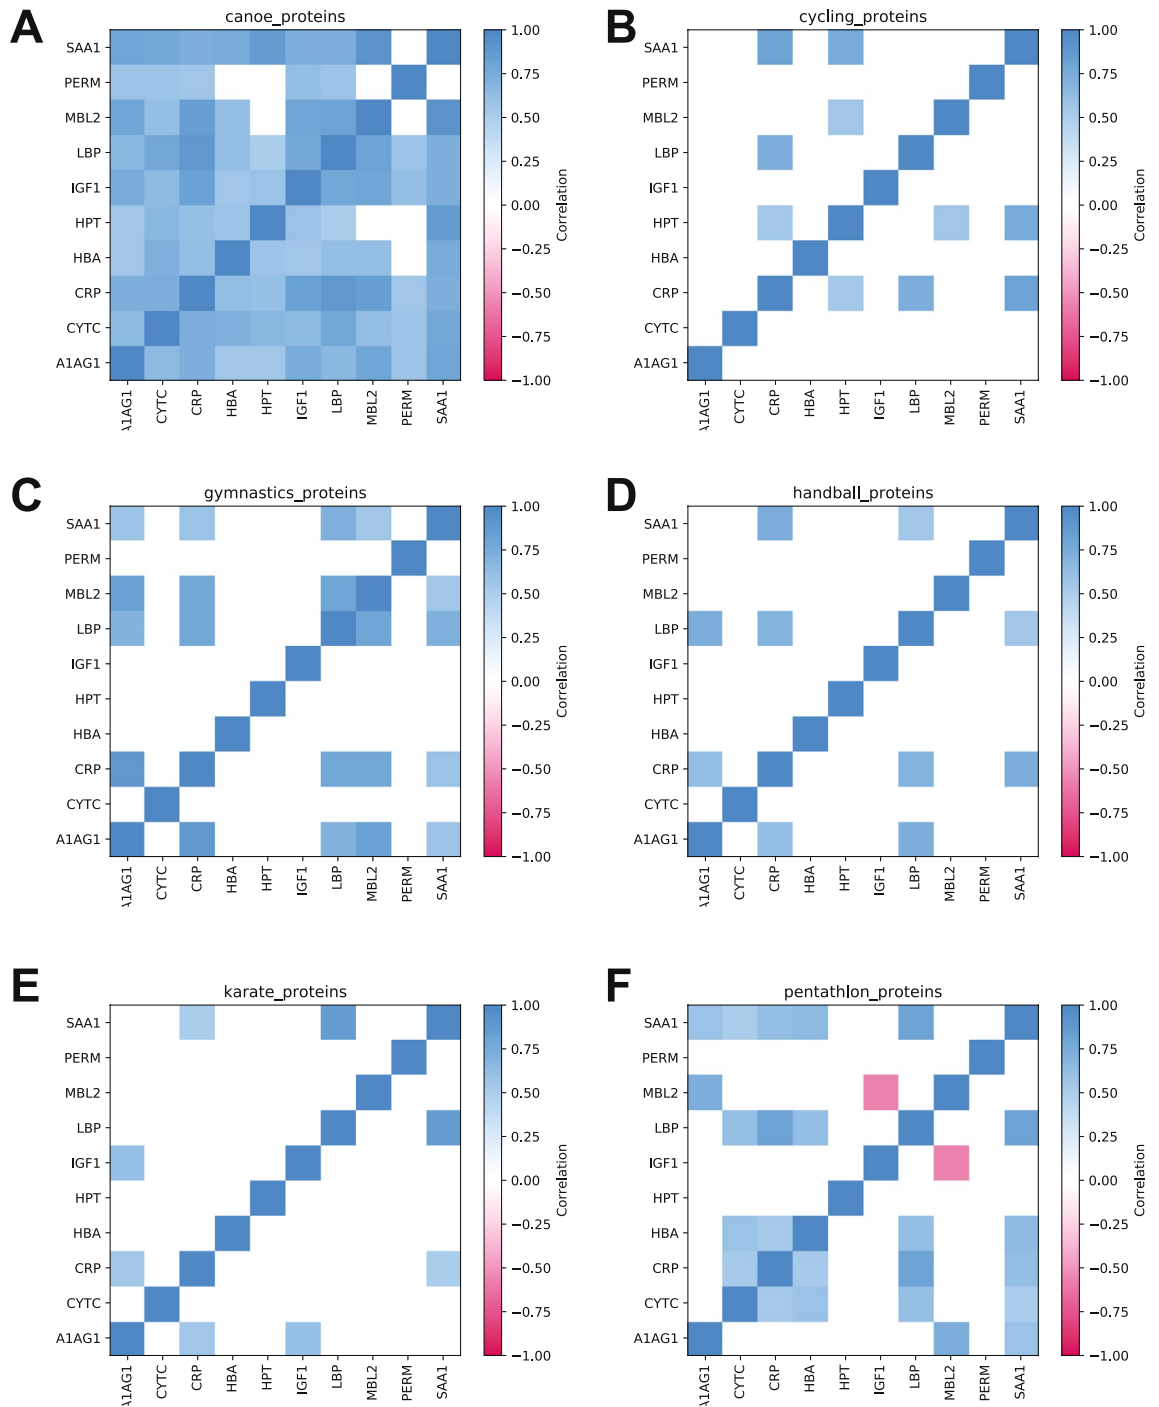 A
canoe_proteins
SAA1
PERM
MBL2
LBP
IGF1
HPT
HBA
CRP
CYTC
A1AG1
A1AG1 CYTC CRP HBA HPT IGF1 LBP MBL2 PERM SAA1
1.00
0.75
0.50
0.25
0.00
−0.25
−0.50
−0.75
−1.00
Correlation
B
cycling_proteins
SAA1
PERM
MBL2
LBP
IGF1
HPT
HBA
CRP
CYTC
A1AG1
A1AG1 CYTC CRP HBA HPT IGF1 LBP MBL2 PERM SAA1
1.00
0.75
0.50
0.25
0.00
−0.25
−0.50
−0.75
−1.00
Correlation
C
gymnastics_proteins
SAA1
PERM
MBL2
LBP
IGF1
HPT
HBA
CRP
CYTC
A1AG1
A1AG1 CYTC CRP HBA HPT IGF1 LBP MBL2 PERM SAA1
1.00
0.75
0.50
0.25
0.00
−0.25
−0.50
−0.75
−1.00
Correlation
D
handball_proteins
SAA1
PERM
MBL2
LBP
IGF1
HPT
HBA
CRP
CYTC
A1AG1
A1AG1 CYTC CRP HBA HPT IGF1 LBP MBL2 PERM SAA1
1.00
0.75
0.50
0.25
0.00
−0.25
−0.50
−0.75
−1.00
Correlation
E
karate_proteins
SAA1
PERM
MBL2
LBP
IGF1
HPT
HBA
CRP
CYTC
A1AG1
A1AG1 CYTC CRP HBA HPT IGF1 LBP MBL2 PERM SAA1
1.00
0.75
0.50
0.25
0.00
−0.25
−0.50
−0.75
−1.00
Correlation
F
pentathlon_proteins
SAA1
PERM
MBL2
LBP
IGF1
HPT
HBA
CRP
CYTC
A1AG1
A1AG1 CYTC CRP HBA HPT IGF1 LBP MBL2 PERM SAA1
1.00
0.75
0.50
0.25
0.00
−0.25
−0.50
−0.75
−1.00
Correlation